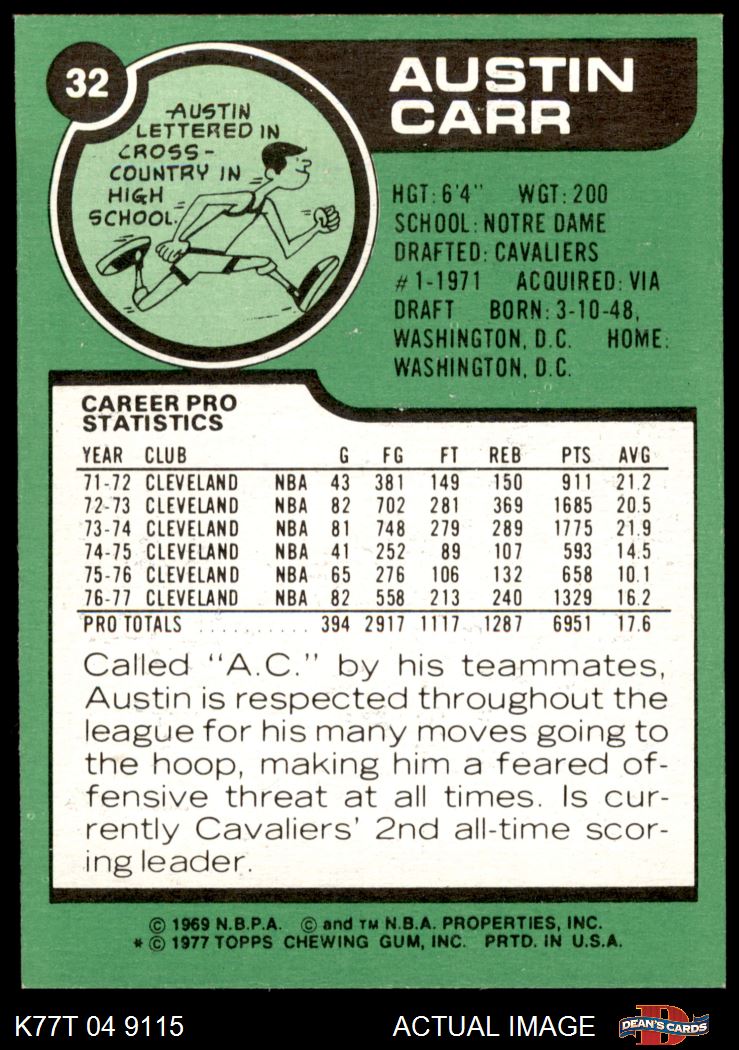 32
AUSTIN
CARR
AUSTIN
LETTERED IN
CROSS-
COUNTRY IN
HIGH
SCHOOL.
HGT: 6'4" WGT: 200
SCHOOL: NOTRE DAME
DRAFTED: CAVALIERS
#1-1971 ACQUIRED: VIA
DRAFT BORN: 3-10-48,
WASHINGTON, D.C. HOME:
WASHINGTON, D.C.
CAREER PRO
STATISTICS
YEAR CLUB G FG FT REB PTS AVG
71-72 CLEVELAND NBA 43 381 149 150 911 21.2
72-73 CLEVELAND NBA 82 702 281 369 1685 20.5
73-74 CLEVELAND NBA 81 748 279 289 1775 21.9
74-75 CLEVELAND NBA 41 252 89 107 593 14.5
75-76 CLEVELAND NBA 65 276 106 132 658 10.1
76-77 CLEVELAND NBA 82 558 213 240 1329 16.2
PRO TOTALS . . . . . . . . . . 394 2917 1117 1287 6951 17.6
Called "A.C." by his teammates,
Austin is respected throughout the
league for his many moves going to
the hoop, making him a feared of-
fensive threat at all times. Is cur-
rently Cavaliers' 2nd all-time scor-
ing leader.
© 1969 N.B.P.A. © and TM N.B.A. PROPERTIES, INC.
* © 1977 TOPPS CHEWING GUM, INC. PRTD. IN U.S.A.
K77T 04 9115 ACTUAL IMAGE D DEAN'S CARDS